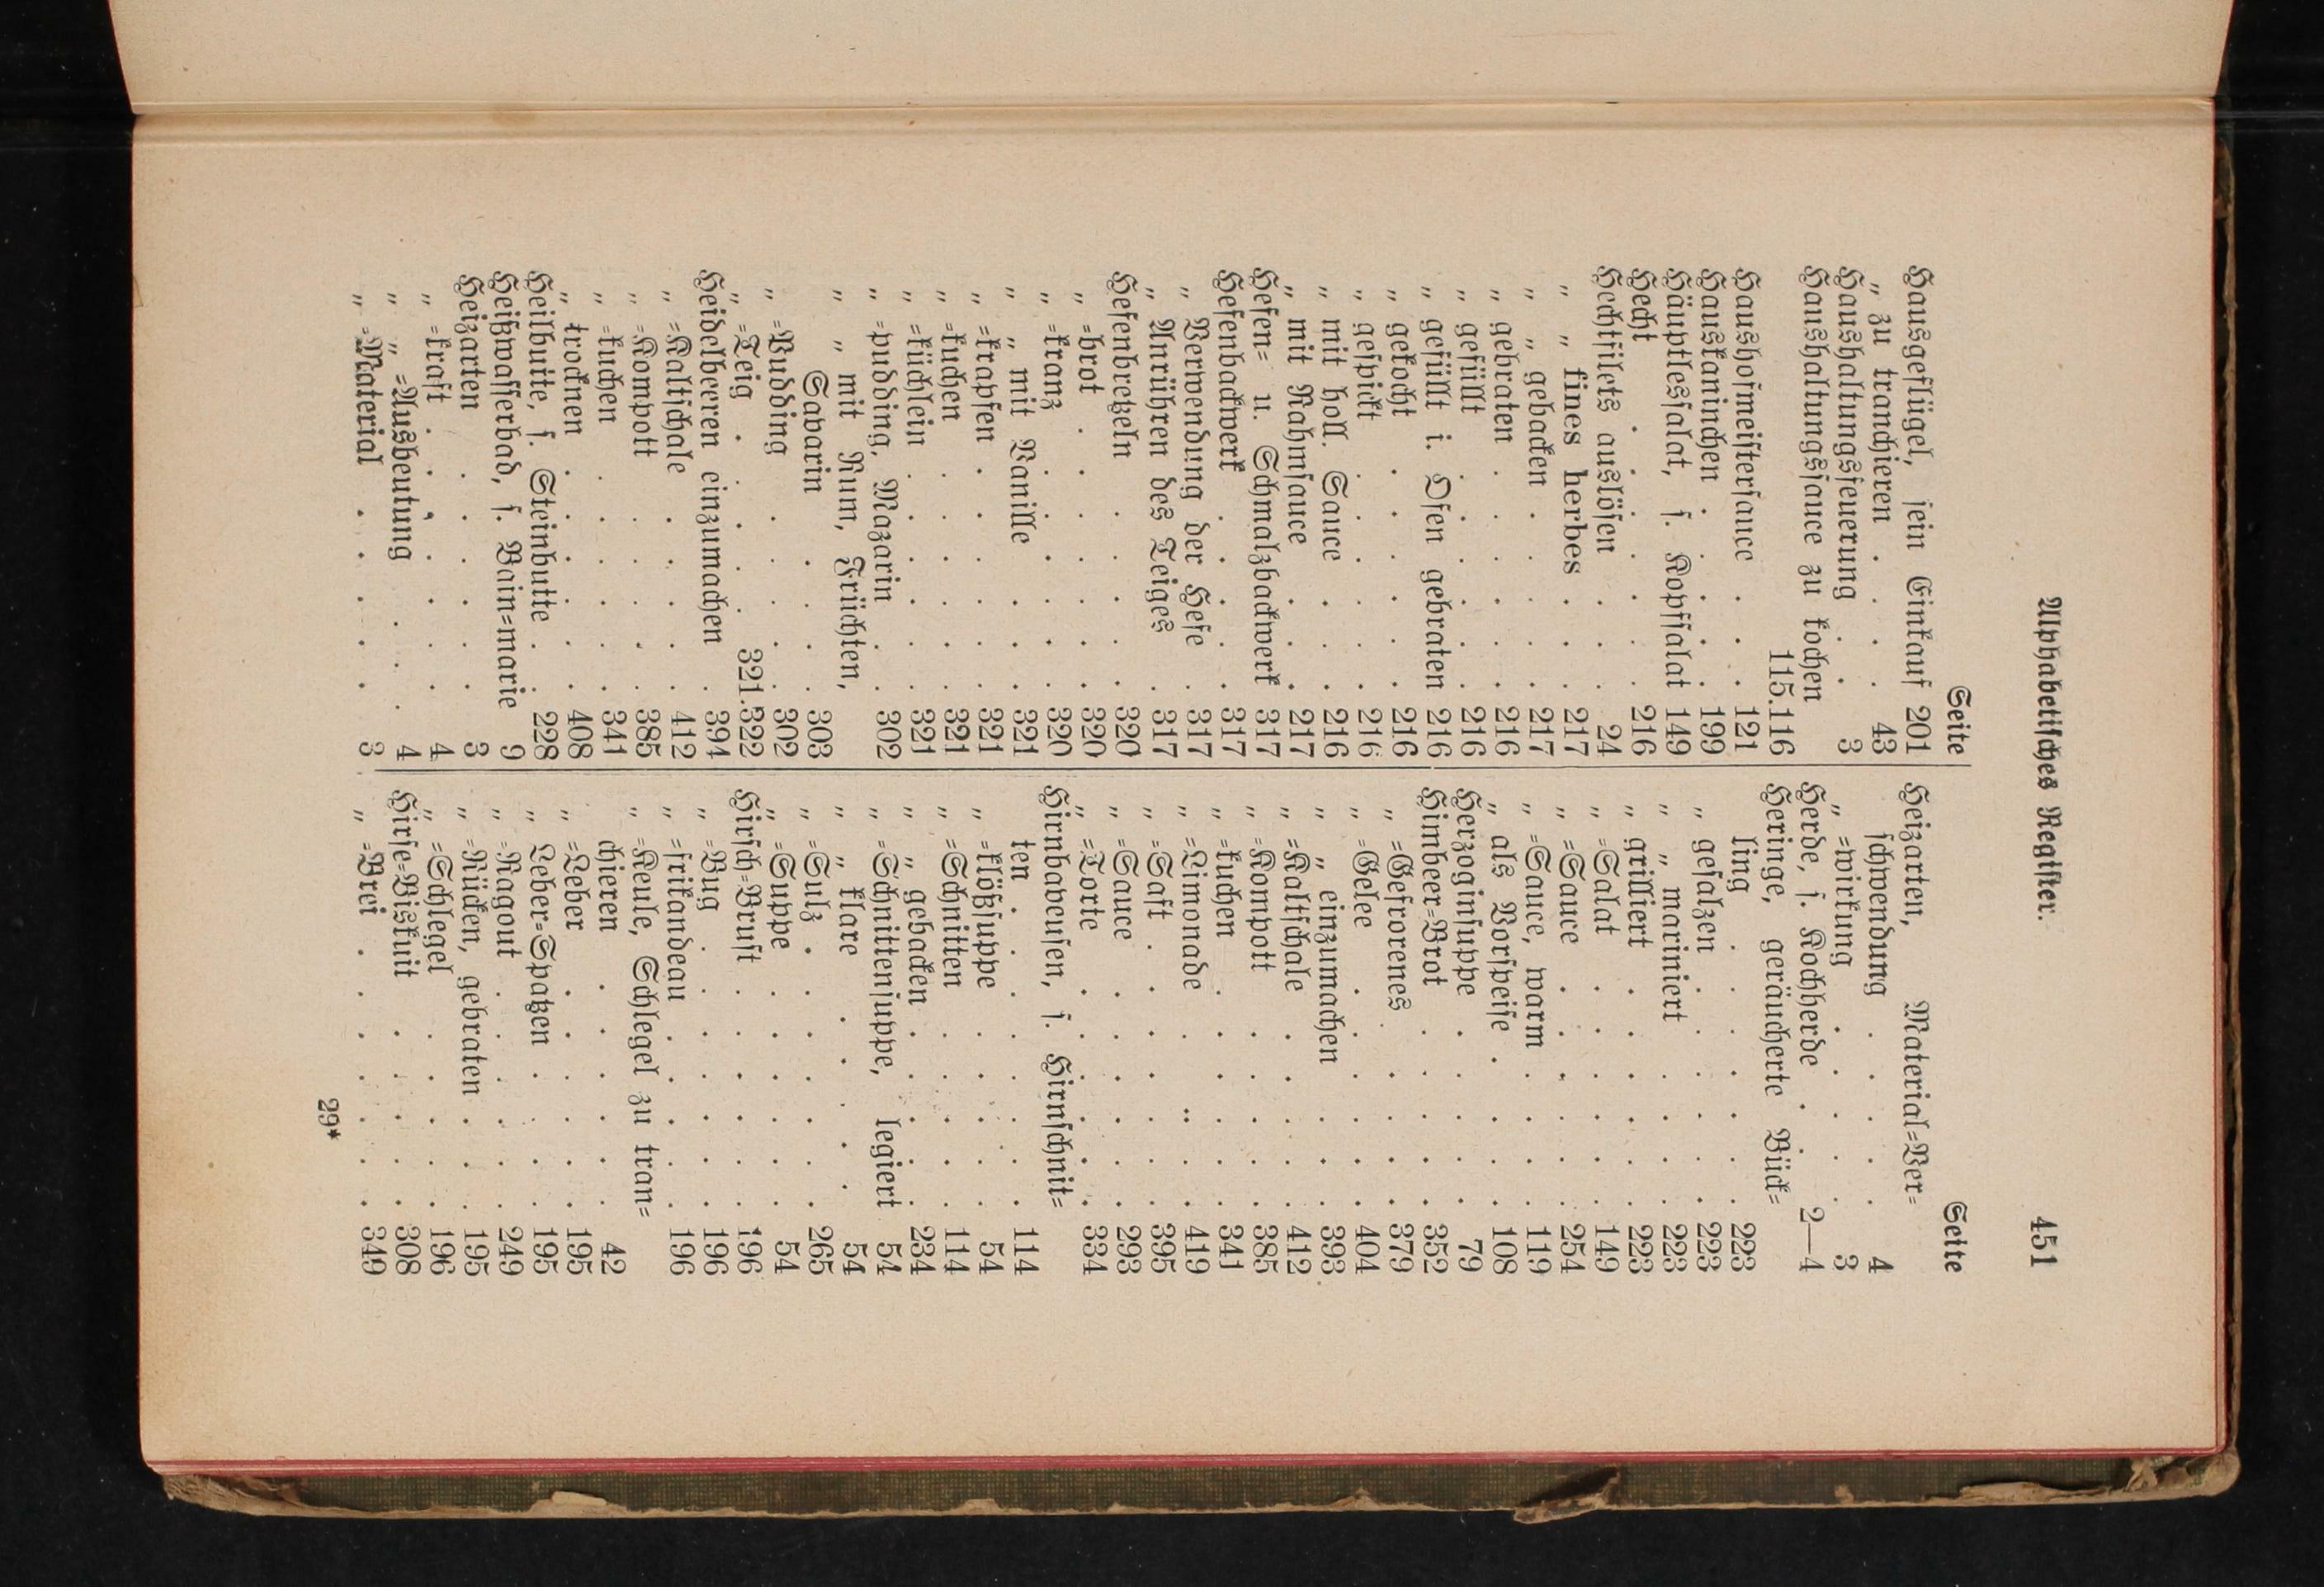 Alphabetisches Register. 451
Seite
Hausgeflügel, sein Einkauf 201
„ zu tranchieren . . . . 43
Haushaltungsfeuerung . . 3
Haushaltungssauce zu kochen
115.116
Haushofmeistersauce . . . 121
Hauskaninchen . . . . 199
Häuptlessalat, s. Kopfsalat 149
Hecht . . . . . . . 216
Hechtfilets auslösen . . . 24
„ „ fines herbes . . . 217
„ „ gebacken . . . . 217
„ gebraten . . . . . 216
„ gefüllt . . . . . . 216
„ gefüllt i. Ofen gebraten 216
„ gekocht . . . . . . 216
„ gespickt . . . . . . 216
„ mit holl. Sauce . . . 216
„ mit Rahmsauce . . . 217
Hefen= u. Schmalzbackwerk 317
Hefenbackwerk . . . . . 317
„ Verwendung der Hefe . 317
„ Anrühren des Teiges . 317
Hefenbretzeln . . . . . 320
„ =brot . . . . . . . 320
„ =kranz . . . . . . 320
„ „ mit Vanille . . . . 321
„ =krapfen . . . . . . 321
„ =kuchen . . . . . . 321
„ =küchlein . . . . . . 321
„ =pudding, Mazarin . . 302
„ „ mit Rum, Früchten,
Savarin . . . . . 303
„ =Pudding . . . . . 302
„ =Teig . . . . . 321.322
Heidelbeeren einzumachen . 394
„ =Kaltschale . . . . . 412
„ =Kompott . . . . . 385
„ =kuchen . . . . . . 341
„ trocknen . . . . . . 408
Heilbutte, s. Steinbutte . . 228
Heißwasserbad, s. Bain=marie 9
Heizarten . . . . . . 3
„ =kraft . . . . . . . 4
„ „ =Ausbeutung . . . . 4
„ =Material . . . . . 3
Seite
Heizarten, Material=Ver=
schwendung . . . . . 4
„ =wirkung . . . . . 3
Herde, s. Kochherde . . . 2—4
Heringe, geräucherte Bück=
ling . . . . . . . 223
„ gesalzen . . . . . . 223
„ „ mariniert . . . . . 223
„ grilliert . . . . . . 223
„ =Salat . . . . . . 149
„ =Sauce . . . . . . 254
„ =Sauce, warm . . . . 119
„ als Vorspeise . . . . 108
Herzoginsuppe . . . . . 79
Himbeer=Brot . . . . . 352
„ =Gefrorenes . . . . . 379
„ =Gelee . . . . . . 404
„ „ einzumachen . . . . 393
„ =Kaltschale . . . . . 412
„ =Kompott . . . . . 385
„ =kuchen . . . . . . 341
„ =Limonade . . . . . 419
„ =Saft . . . . . . . 395
„ =Sauce . . . . . . 293
„ =Torte . . . . . . 334
Hirnbavensen, s. Hirnschnit=
ten . . . . . . . 114
„ =klößsuppe . . . . . 54
„ =Schnitten . . . . . 114
„ „ gebacken . . . . . 234
„ =Schnittensuppe, legiert 54
„ „ klare . . . . . . 54
„ =Sulz . . . . . . . 265
„ =Suppe . . . . . . 54
Hirsch=Brust . . . . . 196
„ =Bug . . . . . . . 196
„ =frikandeau . . . . . 196
„ =Keule, Schlegel zu tran=
chieren . . . . . . 42
„ =Leber . . . . . . 195
„ Leber=Spatzen . . . . 195
„ =Ragout . . . . . . 249
„ =Rücken, gebraten . . . 195
„ =Schlegel . . . . . . 196
Hirse=Biskuit . . . . . 308
„ =Brei . . . . . . . 349
29*